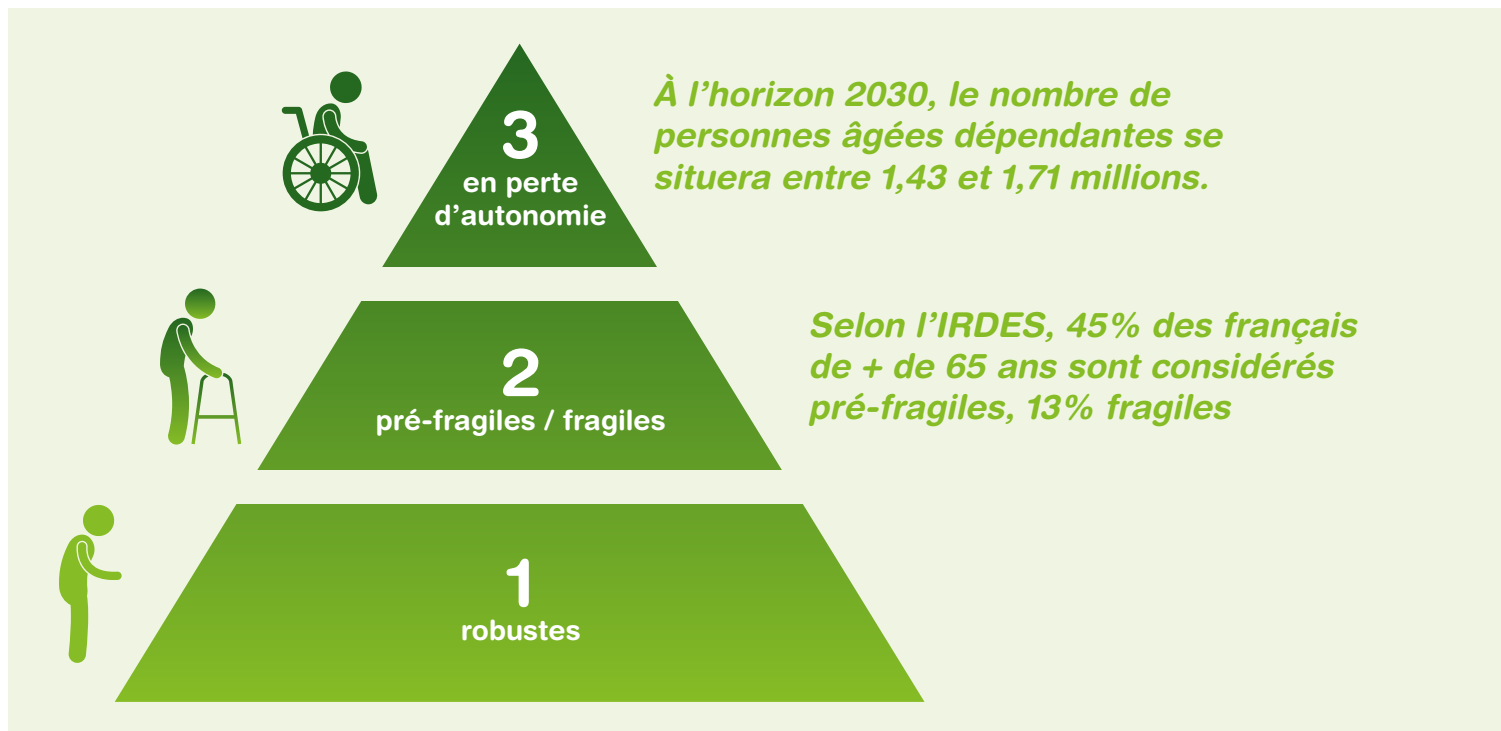 3
en perte
d’autonomie
À l’horizon 2030, le nombre de
personnes âgées dépendantes se
situera entre 1,43 et 1,71 millions.
2
pré-fragiles / fragiles
Selon l’IRDES, 45% des français
de + de 65 ans sont considérés
pré-fragiles, 13% fragiles
1
robustes